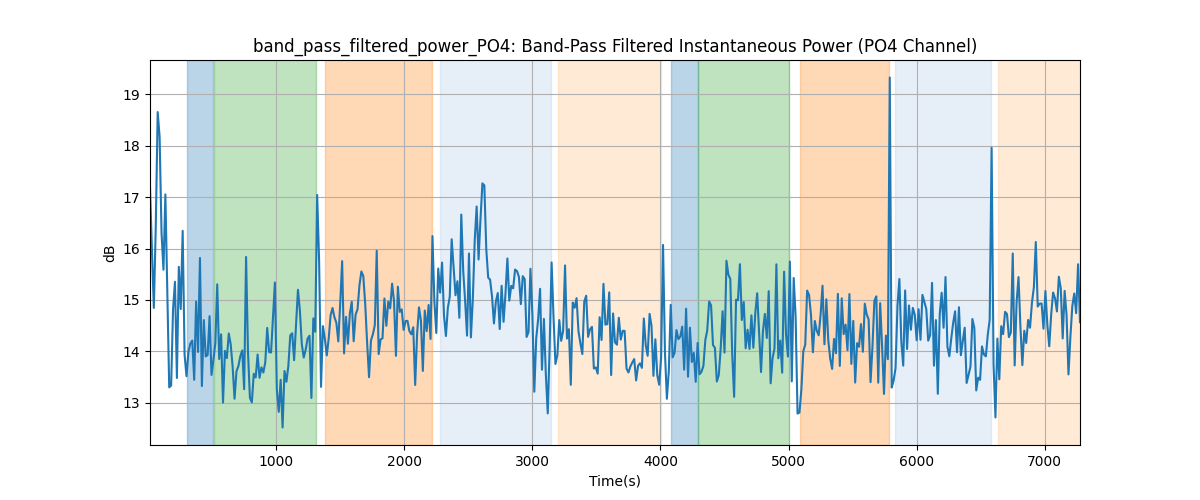 band_pass_filtered_power_PO4: Band-Pass Filtered Instantaneous Power (PO4 Channel)
19
18
17
16
15
14
13
dB
1000 2000 3000 4000 5000 6000 7000
Time(s)